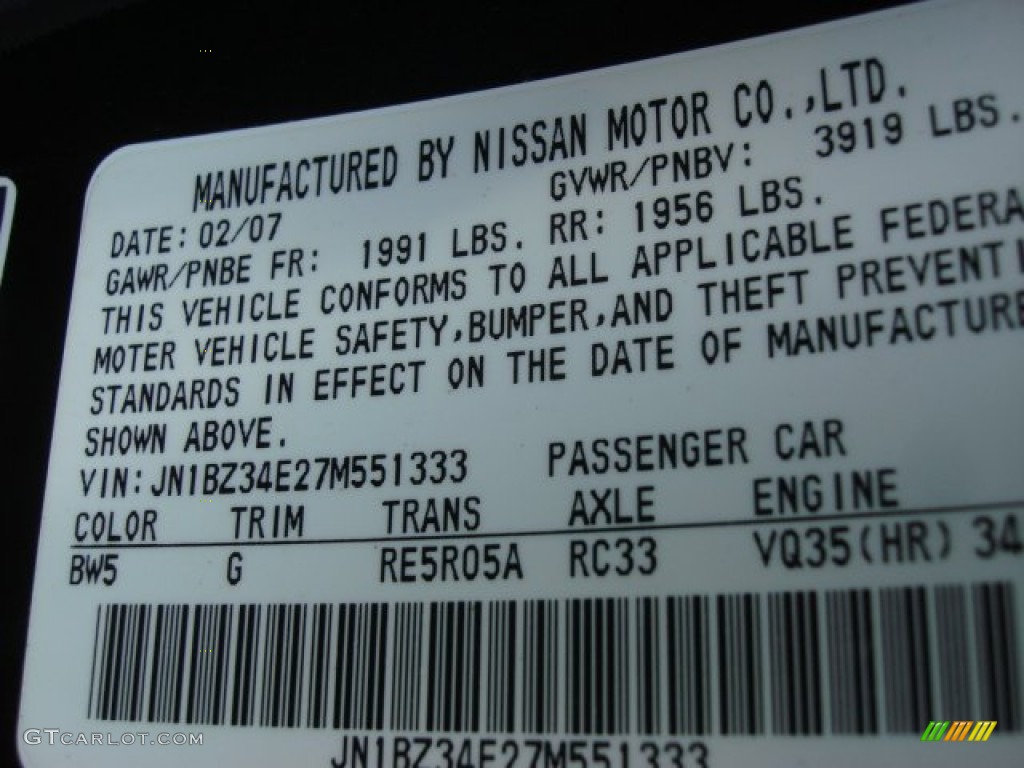 MANUFACTURED BY NISSAN MOTOR CO.,LTD.
DATE: 02/07 GVWR/PNBV: 3919 LBS.
GAWR/PNBE FR: 1991 LBS. RR: 1956 LBS.
THIS VEHICLE CONFORMS TO ALL APPLICABLE FEDERA
MOTER VEHICLE SAFETY,BUMPER,AND THEFT PREVENTI
STANDARDS IN EFFECT ON THE DATE OF MANUFACTURE
SHOWN ABOVE.
VIN:JN1BZ34E27M551333 PASSENGER CAR
COLOR TRIM TRANS AXLE ENGINE
BW5 G RE5R05A RC33 VQ35(HR) 34
JN1BZ34E27M551333
GTCARLOT.COM